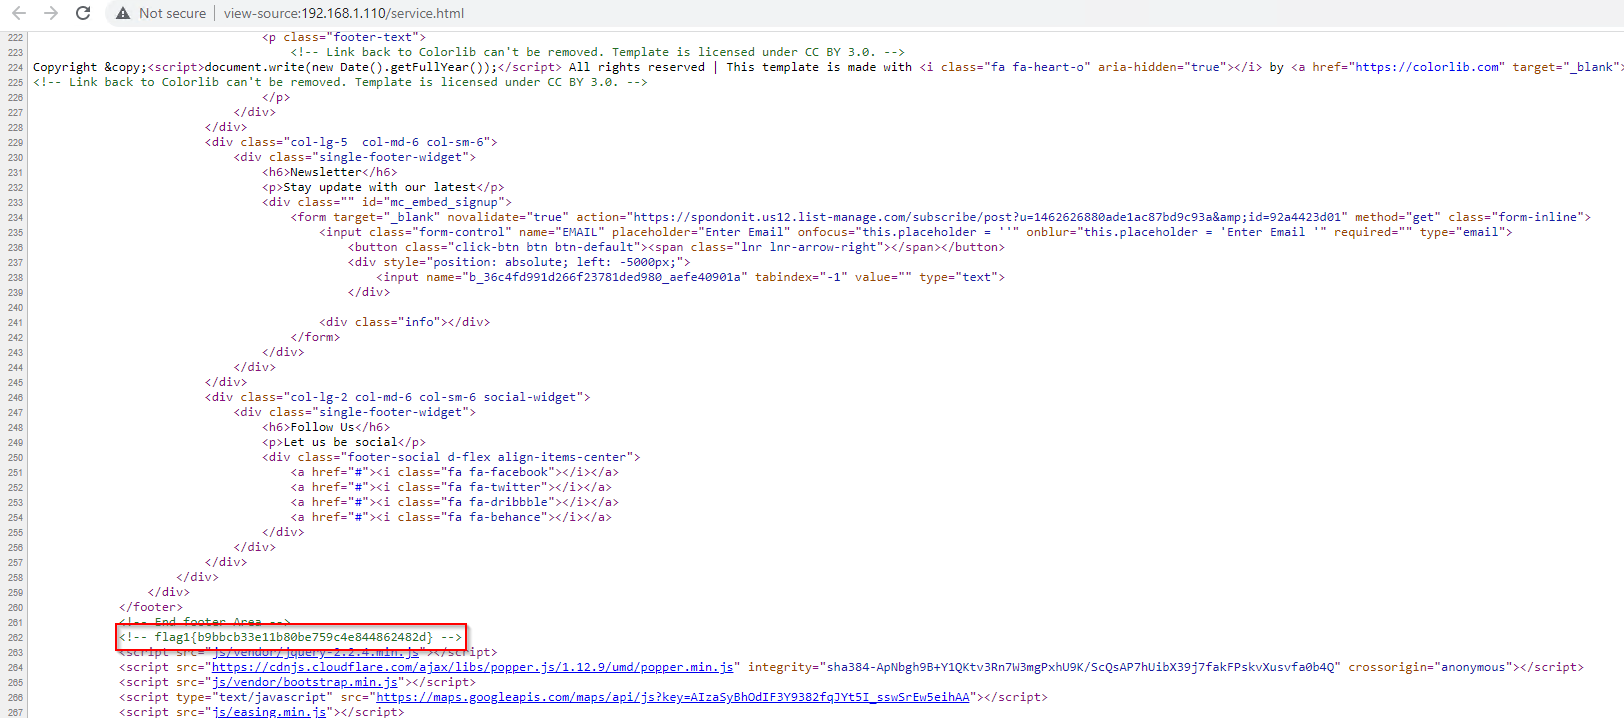 Not secure | view-source:192.168.1.110/service.html
222 <p class="footer-text">
223 <!-- Link back to Colorlib can't be removed. Template is licensed under CC BY 3.0. -->
224 Copyright &copy;<script>document.write(new Date().getFullYear());</script> All rights reserved | This template is made with <i class="fa fa-heart-o" aria-hidden="true"></i> by <a href="https://colorlib.com" target="_blank">
225 <!-- Link back to Colorlib can't be removed. Template is licensed under CC BY 3.0. -->
226 </p>
227 </div>
228 </div>
229 <div class="col-lg-5  col-md-6 col-sm-6">
230 <div class="single-footer-widget">
231 <h6>Newsletter</h6>
232 <p>Stay update with our latest</p>
233 <div class="" id="mc_embed_signup">
234 <form target="_blank" novalidate="true" action="https://spondonit.us12.list-manage.com/subscribe/post?u=1462626880ade1ac87bd9c93a&amp;id=92a4423d01" method="get" class="form-inline">
235 <input class="form-control" name="EMAIL" placeholder="Enter Email" onfocus="this.placeholder = ''" onblur="this.placeholder = 'Enter Email '" required="" type="email">
236 <button class="click-btn btn btn-default"><span class="lnr lnr-arrow-right"></span></button>
237 <div style="position: absolute; left: -5000px;">
238 <input name="b_36c4fd991d266f23781ded980_aefe40901a" tabindex="-1" value="" type="text">
239 </div>
240
241 <div class="info"></div>
242 </form>
243 </div>
244 </div>
245 </div>
246 <div class="col-lg-2 col-md-6 col-sm-6 social-widget">
247 <div class="single-footer-widget">
248 <h6>Follow Us</h6>
249 <p>Let us be social</p>
250 <div class="footer-social d-flex align-items-center">
251 <a href="#"><i class="fa fa-facebook"></i></a>
252 <a href="#"><i class="fa fa-twitter"></i></a>
253 <a href="#"><i class="fa fa-dribbble"></i></a>
254 <a href="#"><i class="fa fa-behance"></i></a>
255 </div>
256 </div>
257 </div>
258 </div>
259 </div>
260 </footer>
261 <!-- End footer Area -->
262 <!-- flag1{b9bbcb33e11b80be759c4e844862482d} -->
263 <script src="js/vendor/jquery-2.2.4.min.js"></script>
264 <script src="https://cdnjs.cloudflare.com/ajax/libs/popper.js/1.12.9/umd/popper.min.js" integrity="sha384-ApNbgh9B+Y1QKtv3Rn7W3mgPxhU9K/ScQsAP7hUibX39j7fakFPskvXusvfa0b4Q" crossorigin="anonymous"></script>
265 <script src="js/vendor/bootstrap.min.js"></script>
266 <script type="text/javascript" src="https://maps.googleapis.com/maps/api/js?key=AIzaSyBhOdIF3Y9382fqJYt5I_sswSrEw5eihAA"></script>
267 <script src="js/easing.min.js"></script>